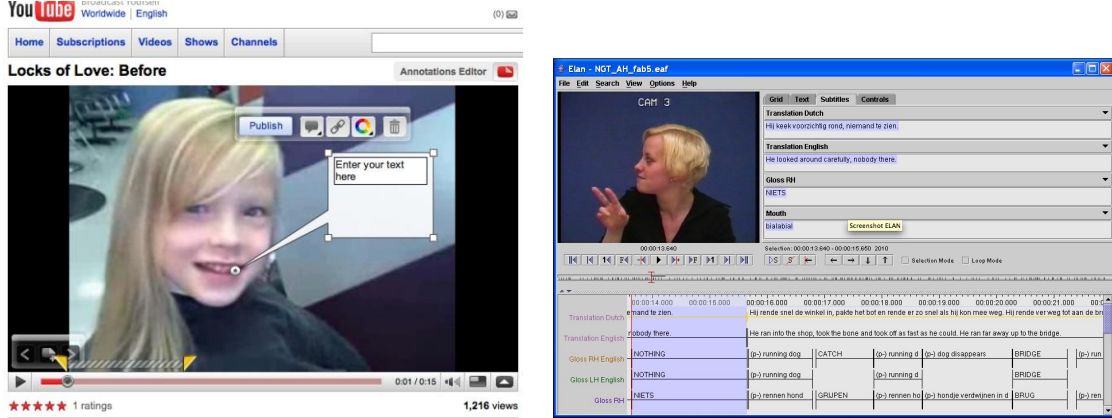 You Tube Broadcast Yourself
Worldwide | English
(0)
Home Subscriptions Videos Shows Channels
Locks of Love: Before
Annotations Editor
Publish
Enter your text
here
0:01 / 0:15
1 ratings
1,216 views
Elan - NGT_AH_fab5.eaf
File Edit Search View Options Help
CAM 3
Grid Text Subtitles Controls
Translation Dutch
Hij keek voorzichtig rond, niemand te zien.
Translation English
He looked around carefully, nobody there.
Gloss RH
NIETS
Mouth
bialabial
Screenshot ELAN
00:00:13.640
Selection: 00:00:13.640 - 00:00:15.650 2010
Selection Mode Loop Mode
00:00:14.000 00:00:15.000 00:00:16.000 00:00:17.000 00:00:18.000 00:00:19.000 00:00:20.000 00:00:21.000 00:0
Translation Dutch emand te zien. Hij rende snel de winkel in, pakte het bot en rende er zo snel als hij kon mee weg. Hij rende ver weg tot aan de bru
Translation English nobody there. He ran into the shop, took the bone and took off as fast as he could. He ran far away up to the bridge.
Gloss RH English NOTHING (p-) running dog CATCH (p-) running d (p-) dog disappears BRIDGE (p-) run
Gloss LH English NOTHING (p-) running dog (p-) running d BRIDGE
Gloss RH NIETS (p-) rennen hond GRIJPEN (p-) rennen ho (p-) hondje verdwijnen in d BRUG (p-) ren